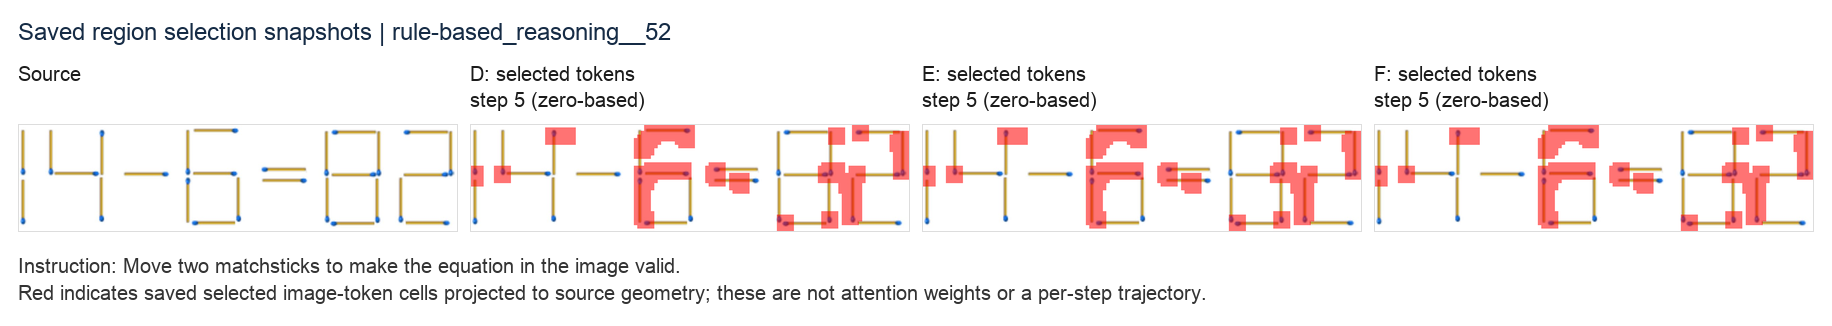 Saved region selection snapshots | rule-based_reasoning__52
Source
D: selected tokens
step 5 (zero-based)
E: selected tokens
step 5 (zero-based)
F: selected tokens
step 5 (zero-based)
14-6=82
Instruction: Move two matchsticks to make the equation in the image valid.
Red indicates saved selected image-token cells projected to source geometry; these are not attention weights or a per-step trajectory.